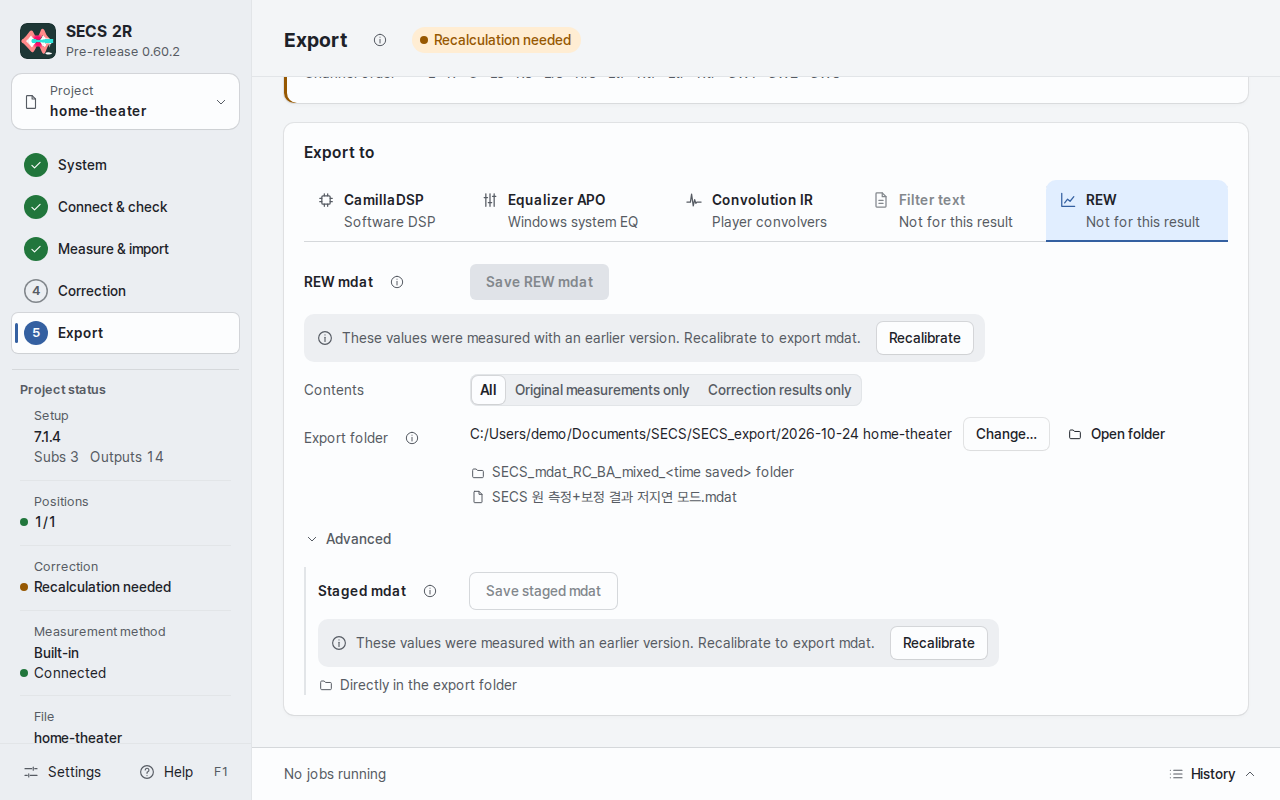 SECS 2R
Pre-release 0.60.2
Project
home-theater
System
Connect & check
Measure & import
4 Correction
5 Export
Project status
Setup
7.1.4
Subs 3 Outputs 14
Positions
1/1
Correction
Recalculation needed
Measurement method
Built-in
Connected
File
home-theater
Settings
Help F1
Export
Recalculation needed
Export to
CamillaDSP
Software DSP
Equalizer APO
Windows system EQ
Convolution IR
Player convolvers
Filter text
Not for this result
REW
Not for this result
REW mdat
Save REW mdat
These values were measured with an earlier version. Recalibrate to export mdat.
Recalibrate
Contents
All Original measurements only Correction results only
Export folder
C:/Users/demo/Documents/SECS/SECS_export/2026-10-24 home-theater
Change...
Open folder
SECS_mdat_RC_BA_mixed_<time saved> folder
SECS 원 측정+보정 결과 저지연 모드.mdat
Advanced
Staged mdat
Save staged mdat
These values were measured with an earlier version. Recalibrate to export mdat.
Recalibrate
Directly in the export folder
No jobs running
History